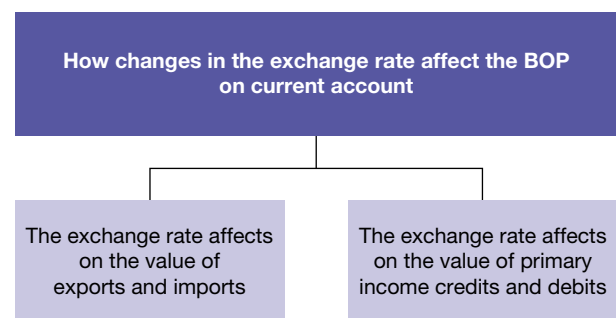 How changes in the exchange rate affect the BOP
on current account
The exchange rate affects
on the value of
exports and imports
The exchange rate affects
on the value of primary
income credits and debits